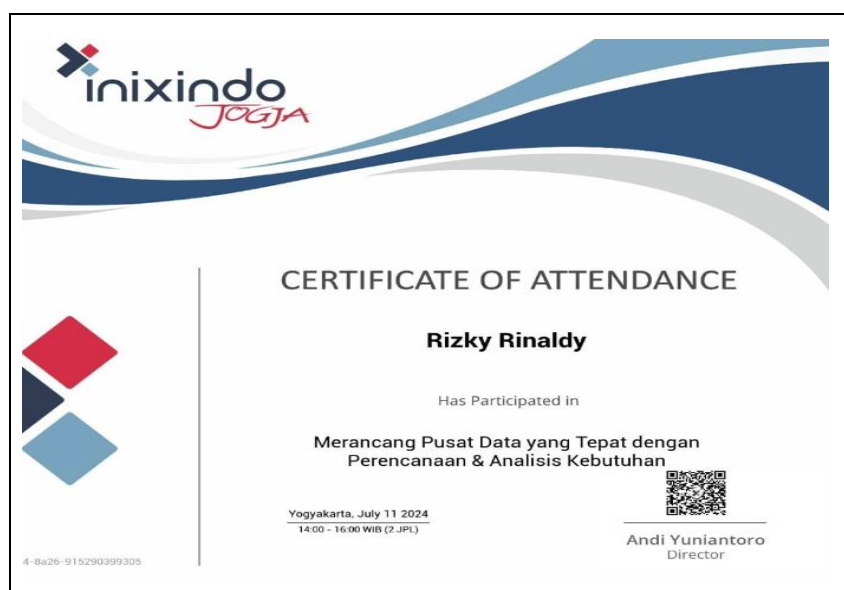 inixindo
JOGJA
CERTIFICATE OF ATTENDANCE
Rizky Rinaldy
Has Participated in
Merancang Pusat Data yang Tepat dengan
Perencanaan & Analisis Kebutuhan
Yogyakarta, July 11 2024
14:00 - 16:00 WIB (2 JPL)
Andi Yuniantoro
Director
4-8a26-915290399305